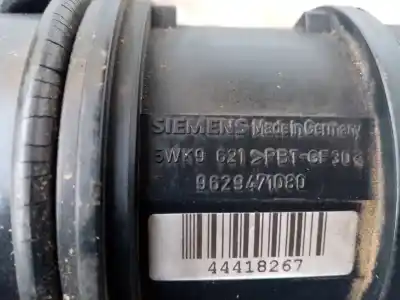 SIEMENS Made in Germany
5WK9 621 >PBT-GF30<
9629471080
44418267